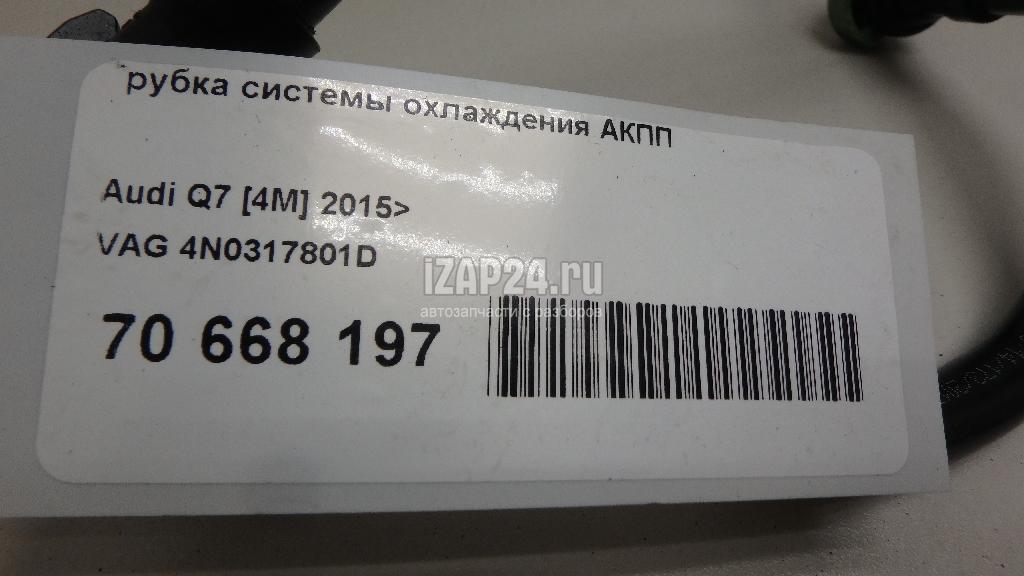 рубка системы охлаждения АКПП
Audi Q7 [4M] 2015>
VAG 4N0317801D
iZAP24.ru
автозапчасти с разборов
70 668 197